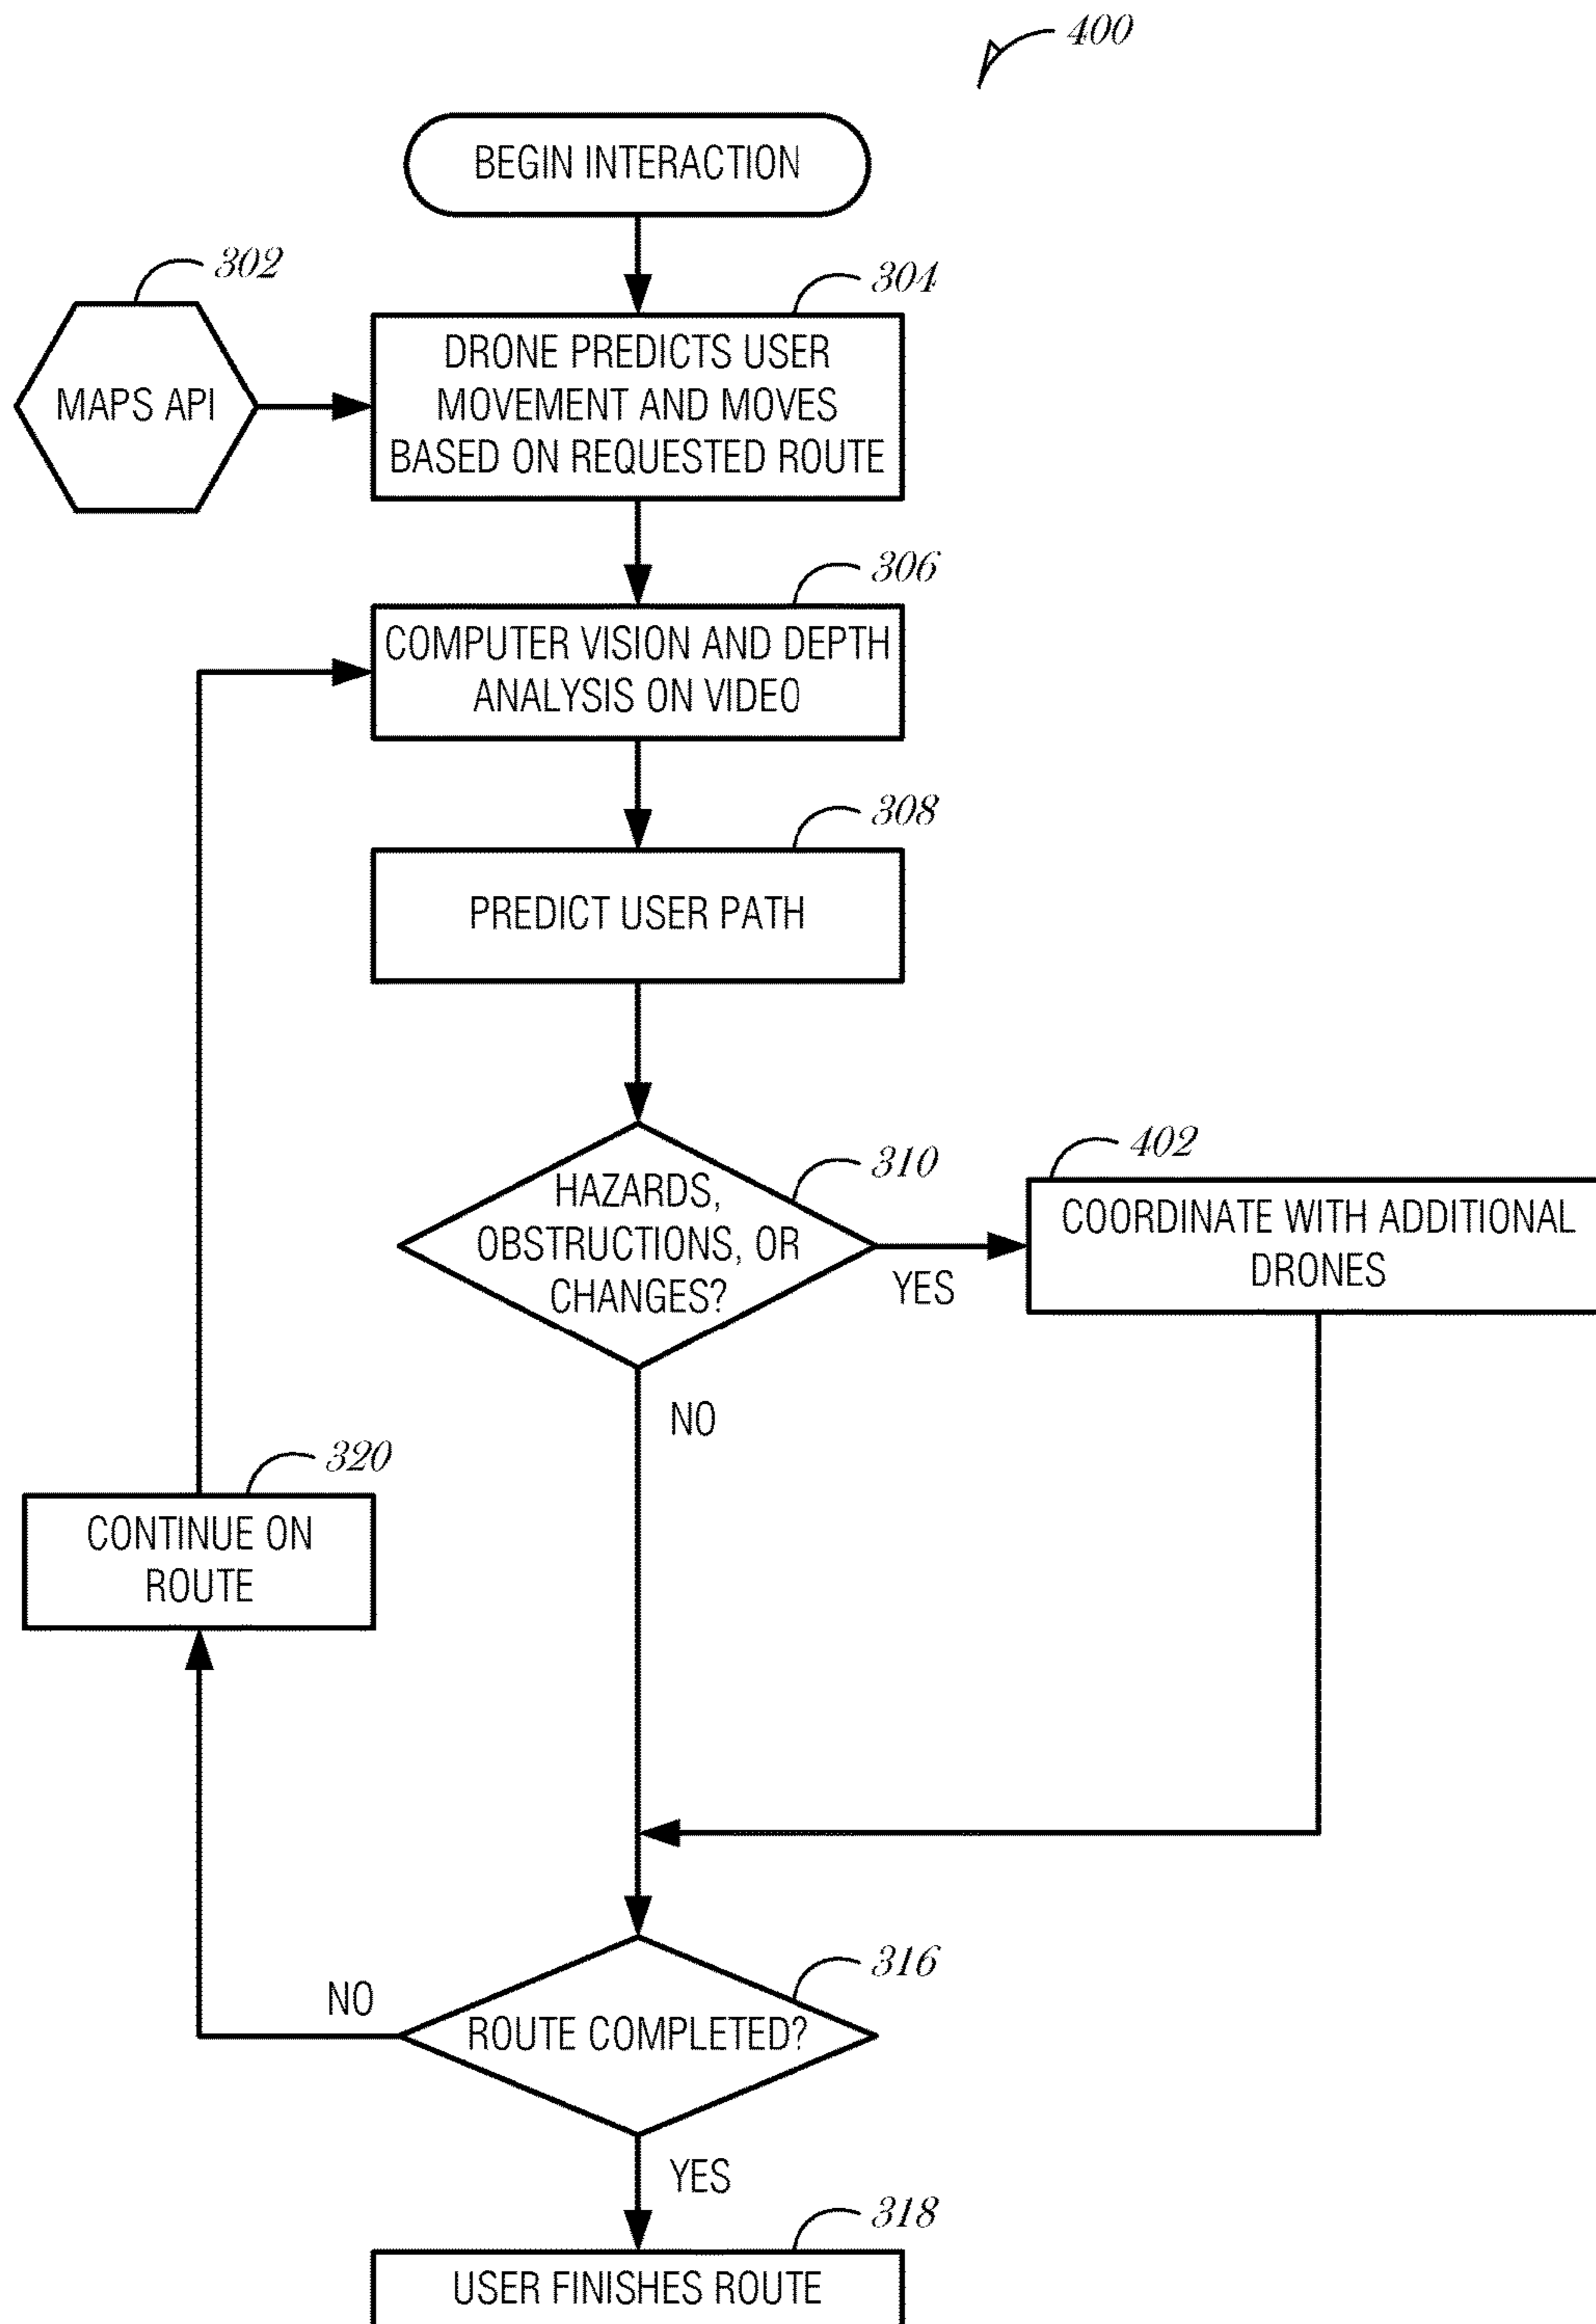 400
BEGIN INTERACTION
302
304
MAPS API
DRONE PREDICTS USER
MOVEMENT AND MOVES
BASED ON REQUESTED ROUTE
306
COMPUTER VISION AND DEPTH
ANALYSIS ON VIDEO
308
PREDICT USER PATH
310
HAZARDS,
OBSTRUCTIONS, OR
CHANGES?
YES
402
COORDINATE WITH ADDITIONAL
DRONES
NO
320
CONTINUE ON
ROUTE
316
NO
ROUTE COMPLETED?
YES
318
USER FINISHES ROUTE